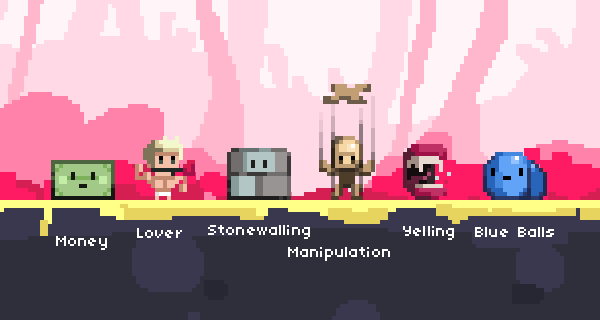 Money
Lover
Stonewalling
Manipulation
Yelling
Blue Balls